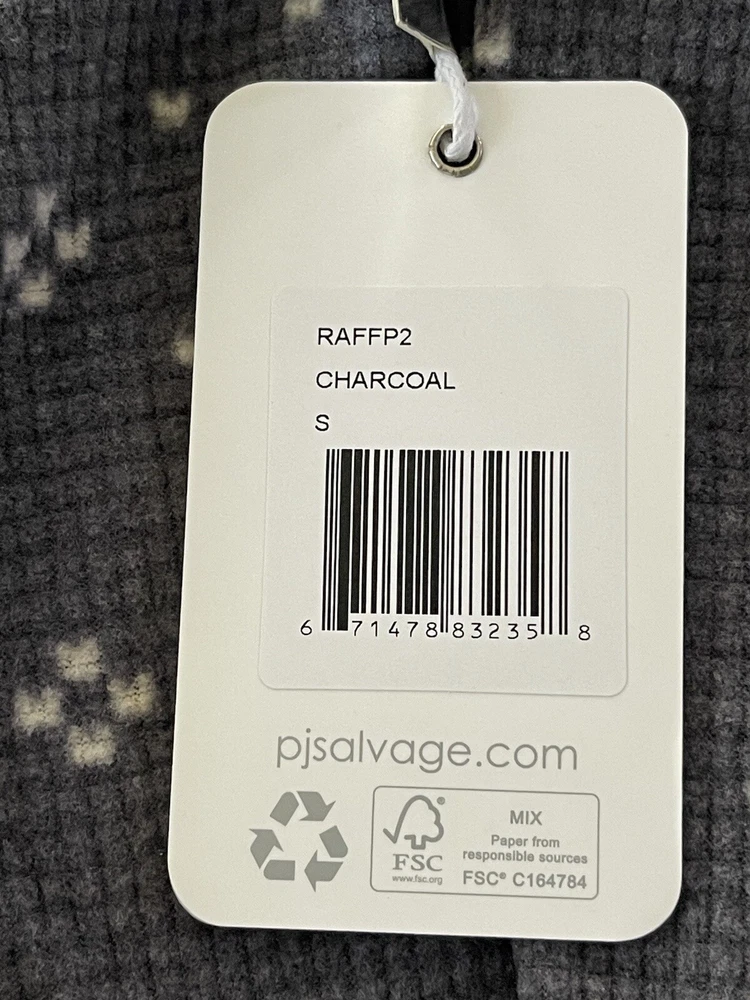 RAFFP2
CHARCOAL
S
6 71478 83235 8
pjsalvage.com
FSC®
www.fsc.org
MIX
Paper from
responsible sources
FSC® C164784